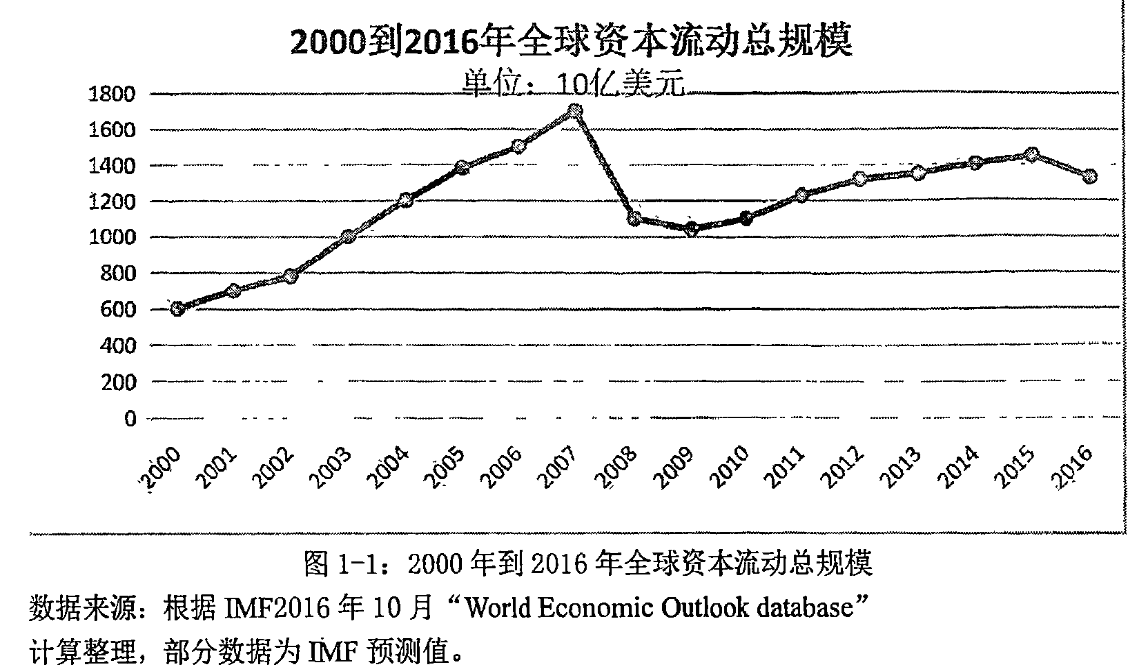 2000到2016年全球资本流动总规模
单位：10亿美元
1800
1600
1400
1200
1000
800
600
400
200
0
2000 2001 2002 2003 2004 2005 2006 2007 2008 2009 2010 2011 2012 2013 2014 2015 2016
图 1-1：2000 年到 2016 年全球资本流动总规模
数据来源：根据 IMF2016 年 10 月“World Economic Outlook database”
计算整理，部分数据为 IMF 预测值。